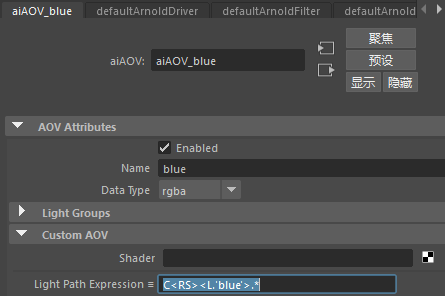 aiAOV_blue defaultArnoldDriver defaultArnoldFilter defaultArnold
聚焦
aiAOV: aiAOV_blue
预设
显示 隐藏
AOV Attributes
Enabled
Name blue
Data Type rgba
Light Groups
Custom AOV
Shader
Light Path Expression = C<RS><L.'blue'>.*